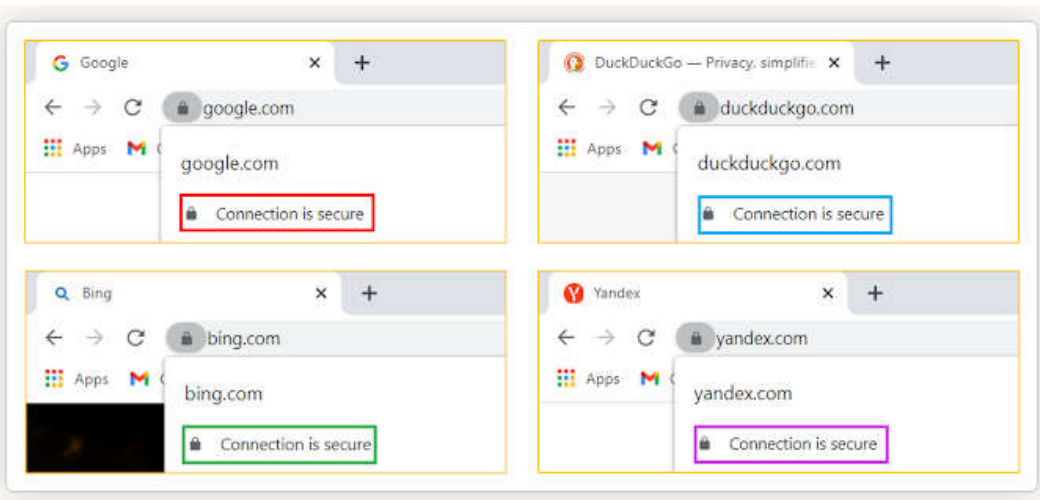 Google
google.com
Apps
google.com
Connection is secure
DuckDuckGo — Privacy, simplifie
duckduckgo.com
Apps
duckduckgo.com
Connection is secure
Bing
bing.com
Apps
bing.com
Connection is secure
Yandex
yandex.com
Apps
yandex.com
Connection is secure